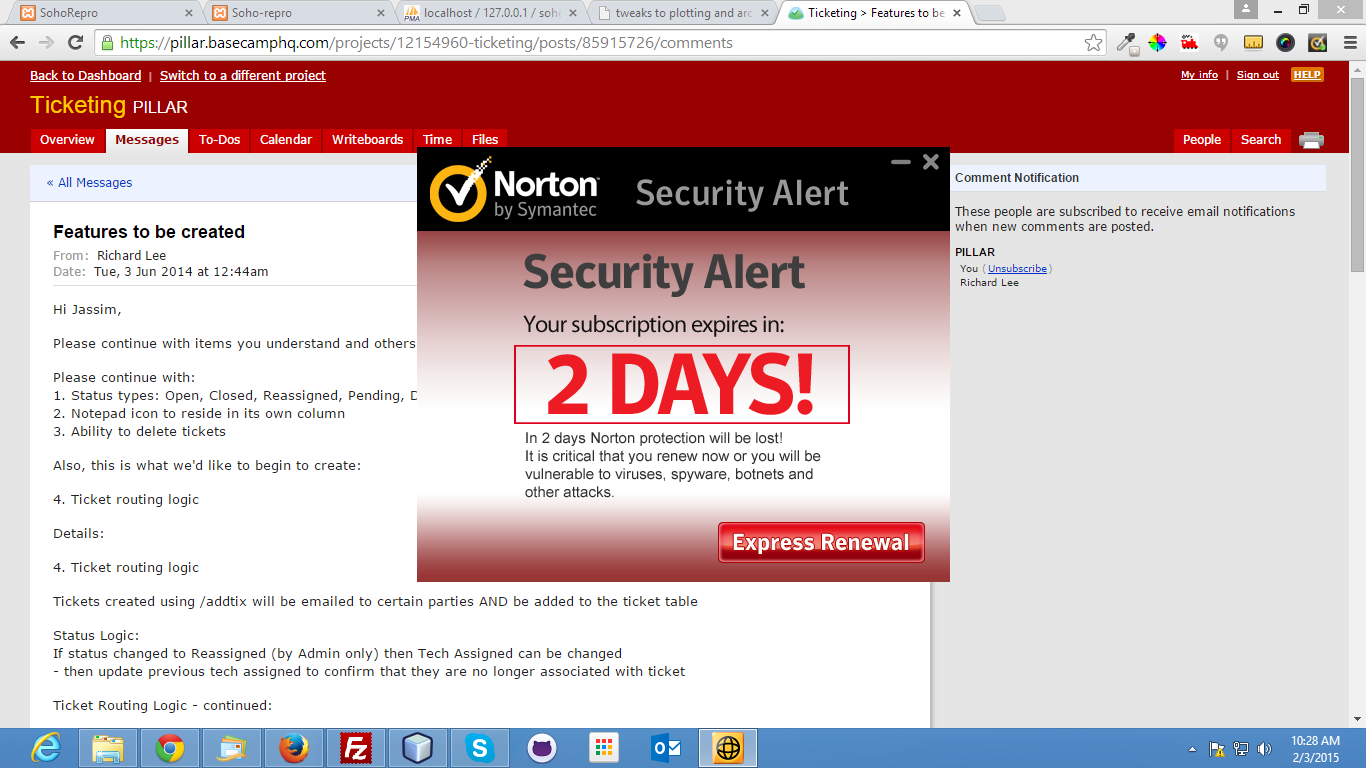 SohoRepro
Soho-repro
localhost / 127.0.0.1 / soho
tweaks to plotting and arc
Ticketing > Features to be
https://pillar.basecamphq.com/projects/12154960-ticketing/posts/85915726/comments
Back to Dashboard | Switch to a different project
My info | Sign out HELP
Ticketing PILLAR
Overview Messages To-Dos Calendar Writeboards Time Files
People Search
« All Messages
Features to be created
From: Richard Lee
Date: Tue, 3 Jun 2014 at 12:44am
Hi Jassim,
Please continue with items you understand and others
Please continue with:
1. Status types: Open, Closed, Reassigned, Pending, D
2. Notepad icon to reside in its own column
3. Ability to delete tickets
Also, this is what we'd like to begin to create:
4. Ticket routing logic
Details:
4. Ticket routing logic
Tickets created using /addtix will be emailed to certain parties AND be added to the ticket table
Status Logic:
If status changed to Reassigned (by Admin only) then Tech Assigned can be changed
- then update previous tech assigned to confirm that they are no longer associated with ticket
Ticket Routing Logic - continued:
Norton
by Symantec
Security Alert
Security Alert
Your subscription expires in:
2 DAYS!
In 2 days Norton protection will be lost!
It is critical that you renew now or you will be
vulnerable to viruses, spyware, botnets and
other attacks.
Express Renewal
Comment Notification
These people are subscribed to receive email notifications
when new comments are posted.
PILLAR
You (Unsubscribe)
Richard Lee
10:28 AM
2/3/2015